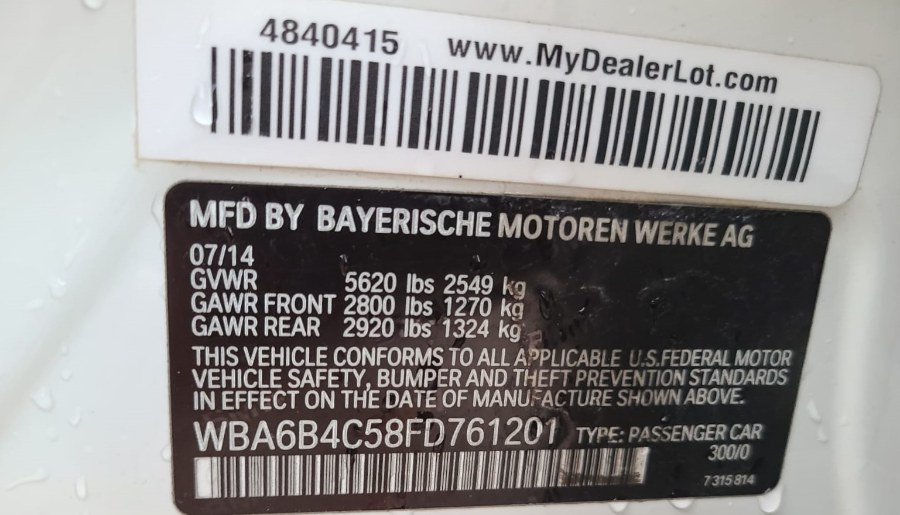 4840415 www.MyDealerLot.com
MFD BY BAYERISCHE MOTOREN WERKE AG
07/14
GVWR 5620 lbs 2549 kg
GAWR FRONT 2800 lbs 1270 kg
GAWR REAR 2920 lbs 1324 kg
THIS VEHICLE CONFORMS TO ALL APPLICABLE U.S.FEDERAL MOTOR
VEHICLE SAFETY, BUMPER AND THEFT PREVENTION STANDARDS
IN EFFECT ON THE DATE OF MANUFACTURE SHOWN ABOVE.
WBA6B4C58FD761201 TYPE: PASSENGER CAR
300/0
7 315 814